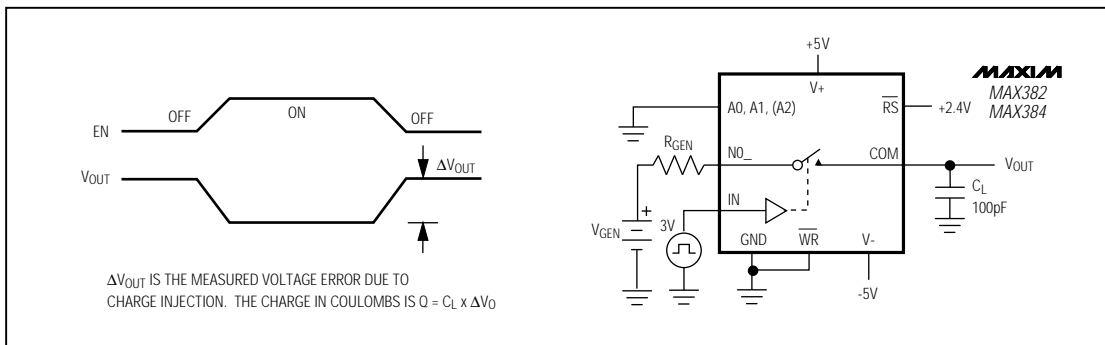 EN
OFF
ON
OFF
VOUT
ΔVOUT
ΔVOUT IS THE MEASURED VOLTAGE ERROR DUE TO
CHARGE INJECTION. THE CHARGE IN COULOMBS IS Q = CL x ΔVO
+5V
V+
MAXIM
MAX382
MAX384
A0, A1, (A2)
RS
+2.4V
RGEN
N0_
COM
VOUT
CL
100pF
IN
+
VGEN
3V
GND
WR
V-
-5V